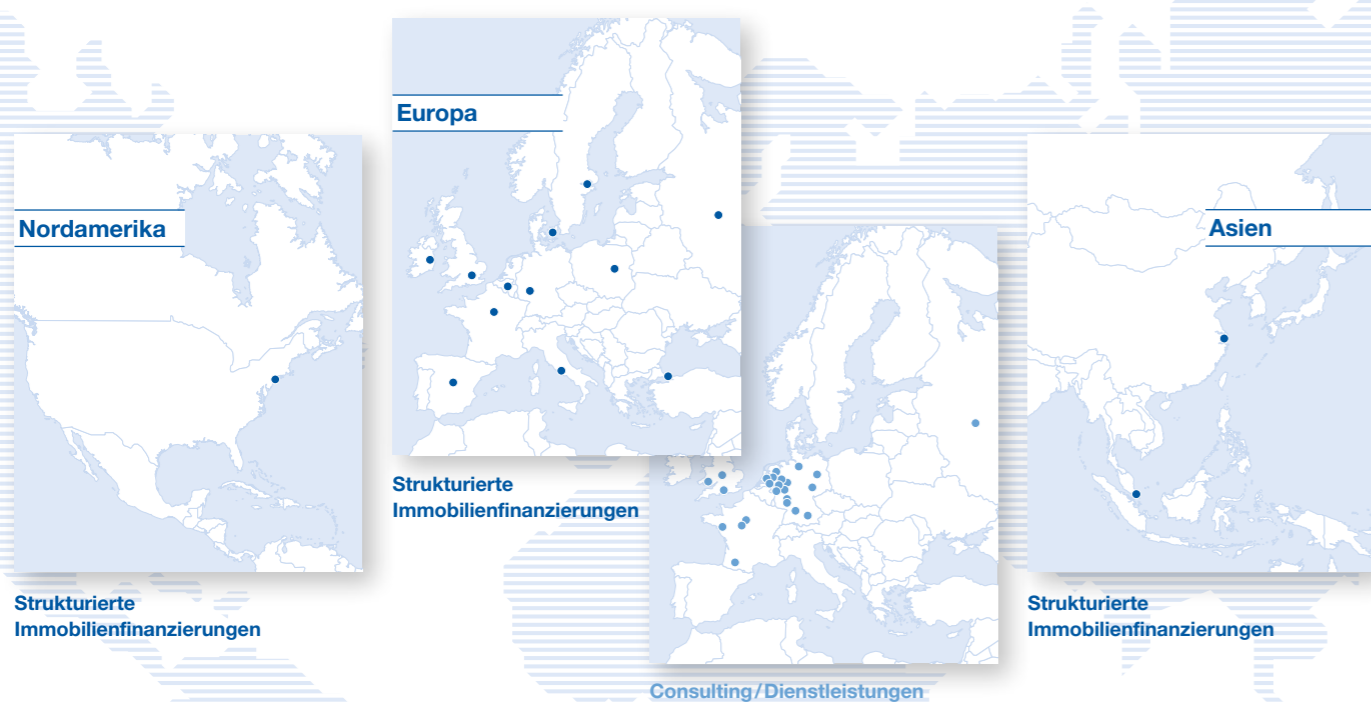 Nordamerika
Strukturierte
Immobilienfinanzierungen
Europa
Strukturierte
Immobilienfinanzierungen
Consulting/Dienstleistungen
Asien
Strukturierte
Immobilienfinanzierungen